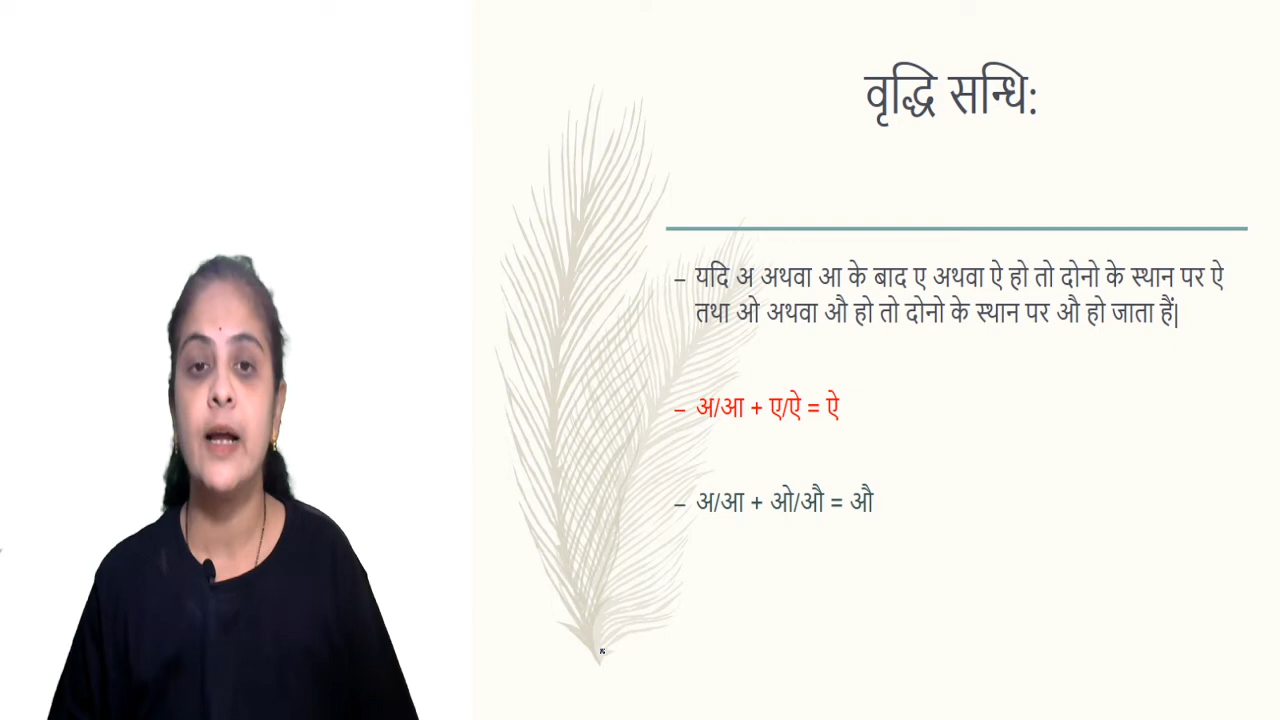 वृद्धि सन्धि:
– यदि अ अथवा आ के बाद ए अथवा ऐ हो तो दोनो के स्थान पर ऐ
तथा ओ अथवा औ हो तो दोनो के स्थान पर औ हो जाता हैं|
– अ/आ + ए/ऐ = ऐ
– अ/आ + ओ/औ = औ